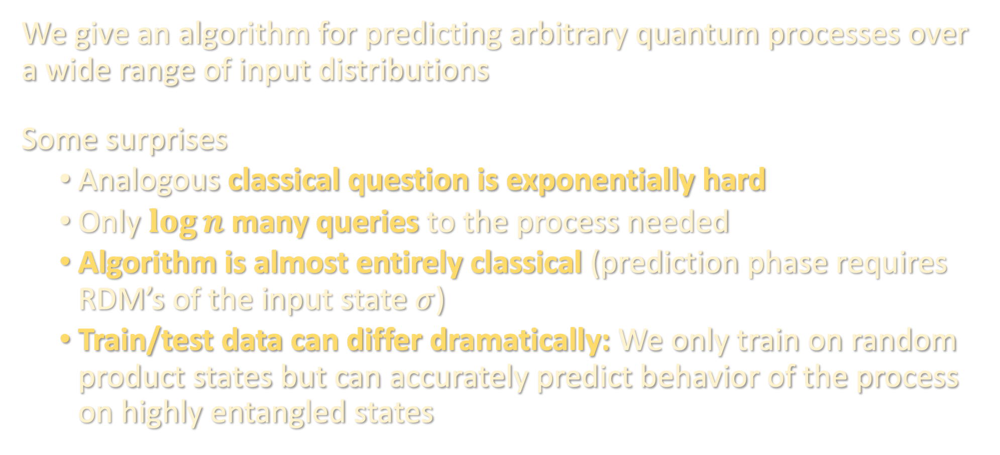 We give an algorithm for predicting arbitrary quantum processes over
a wide range of input distributions
Some surprises
• Analogous classical question is exponentially hard
• Only log n many queries to the process needed
• Algorithm is almost entirely classical (prediction phase requires
RDM’s of the input state σ)
• Train/test data can differ dramatically: We only train on random
product states but can accurately predict behavior of the process
on highly entangled states